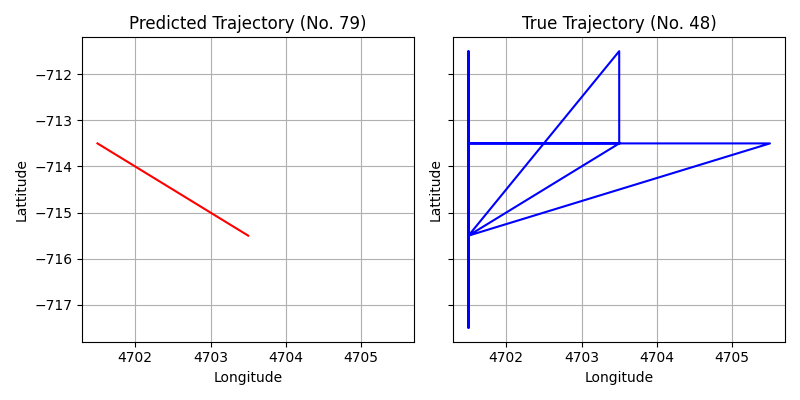 Predicted Trajectory (No. 79)
True Trajectory (No. 48)
−712
−713
−714
−715
−716
−717
Lattitude
Lattitude
4702 4703 4704 4705
4702 4703 4704 4705
Longitude
Longitude